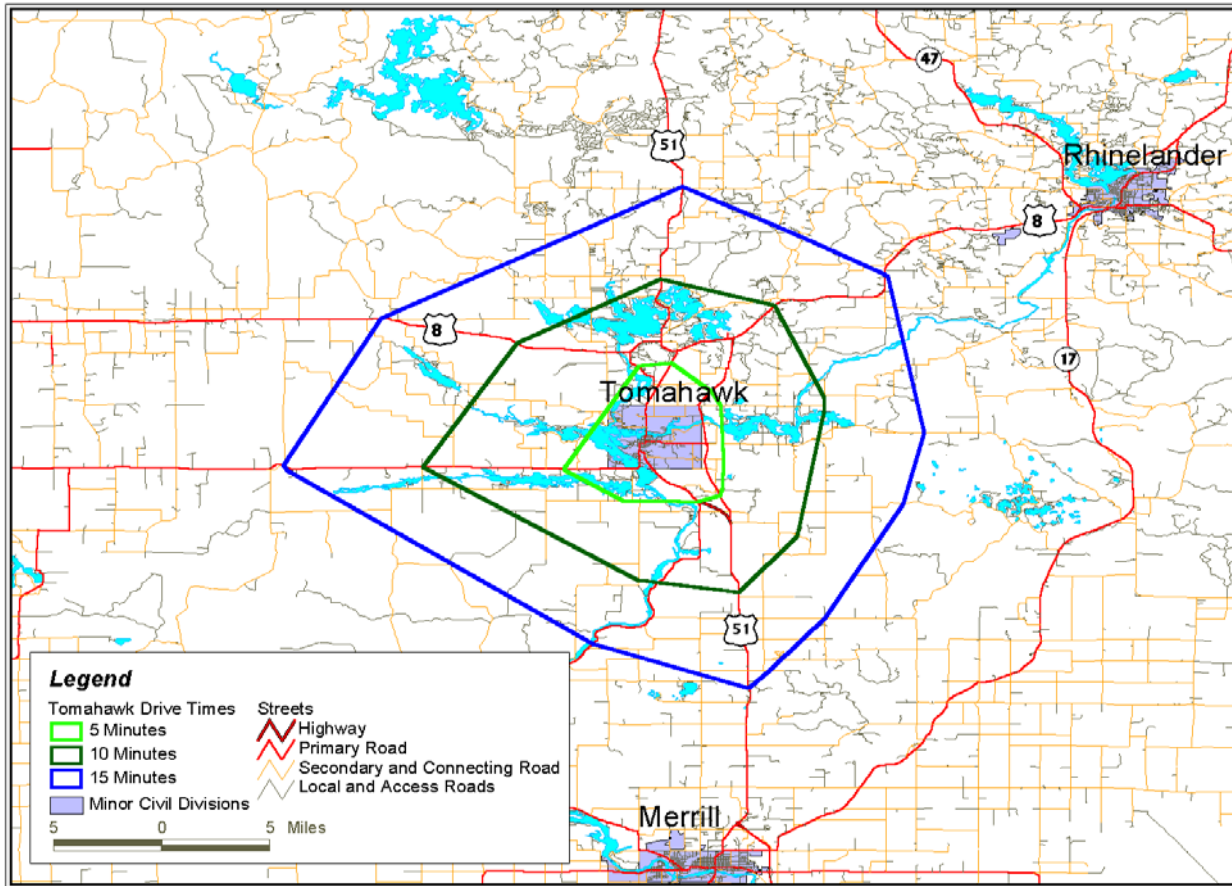 47
51
Rhinelander
8
8
17
Tomahawk
51
Legend
Tomahawk Drive Times
5 Minutes
10 Minutes
15 Minutes
Minor Civil Divisions
Streets
Highway
Primary Road
Secondary and Connecting Road
Local and Access Roads
5 0 5 Miles
Merrill